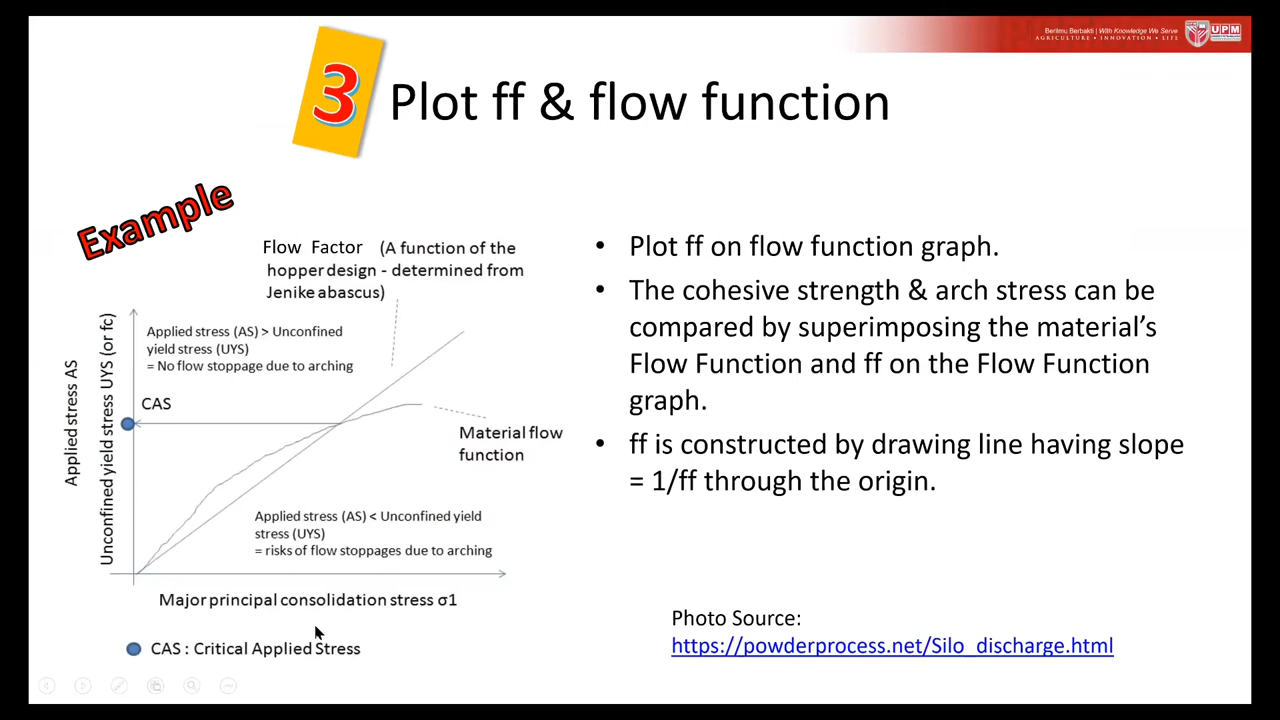 Berilmu Berbakti | With Knowledge We Serve
AGRICULTURE • INNOVATION • LIFE
UPM
3
Plot ff & flow function
Example
Flow Factor (A function of the
hopper design - determined from
Jenike abascus)
Applied stress (AS) > Unconfined
yield stress (UYS)
= No flow stoppage due to arching
Applied stress AS
Unconfined yield stress UYS (or fc)
CAS
Material flow
function
Applied stress (AS) < Unconfined yield
stress (UYS)
= risks of flow stoppages due to arching
Major principal consolidation stress σ1
CAS : Critical Applied Stress
• Plot ff on flow function graph.
• The cohesive strength & arch stress can be
compared by superimposing the material’s
Flow Function and ff on the Flow Function
graph.
• ff is constructed by drawing line having slope
= 1/ff through the origin.
Photo Source:
https://powderprocess.net/Silo_discharge.html